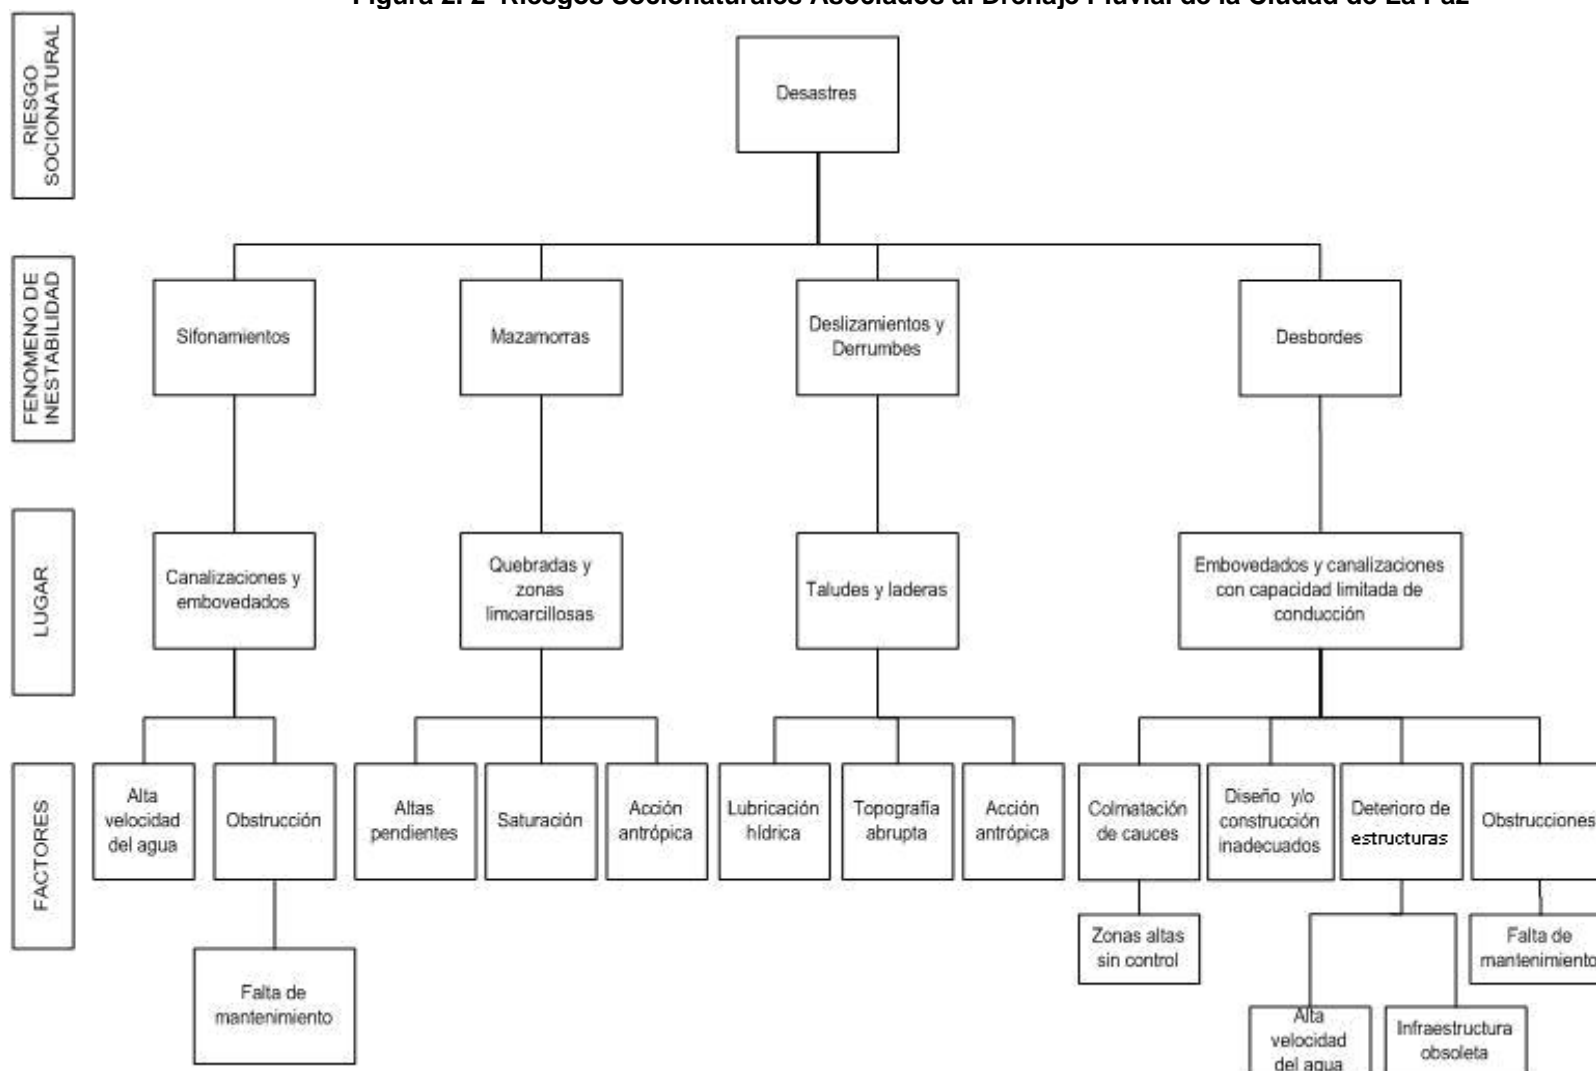 Figura 2. 2  Riesgos Socionaturales Asociados al Drenaje Pluvial de la Ciudad de La Paz
RIESGO
SOCIONATURAL
Desastres
FENOMENO DE
INESTABILIDAD
Sifonamientos
Mazamorras
Deslizamientos y
Derrumbes
Desbordes
LUGAR
Canalizaciones y
embovedados
Quebradas y
zonas
limoarcillosas
Taludes y laderas
Embovedados y canalizaciones
con capacidad limitada de
conducción
FACTORES
Alta
velocidad
del agua
Obstrucción
Altas
pendientes
Saturación
Acción
antrópica
Lubricación
hídrica
Topografía
abrupta
Acción
antrópica
Colmatación
de cauces
Diseño y/o
construcción
inadecuados
Deterioro de
estructuras
Obstrucciones
Falta de
mantenimiento
Zonas altas
sin control
Alta
velocidad
del agua
Infraestructura
obsoleta
Falta de
mantenimiento